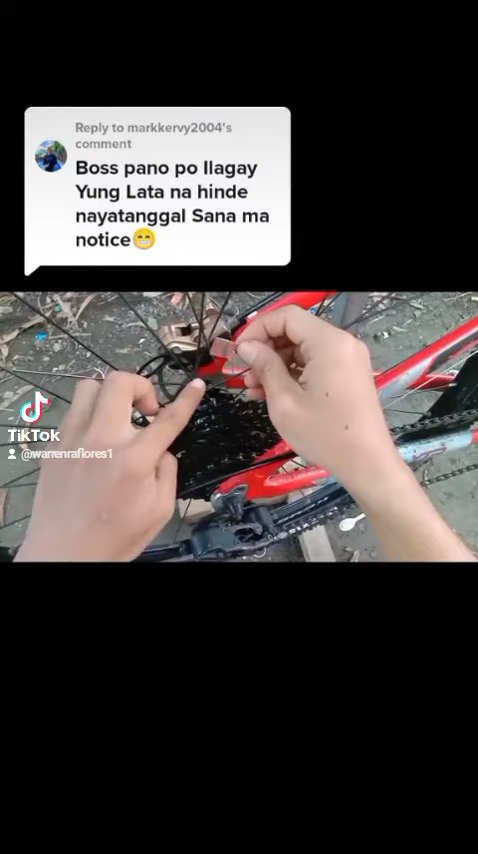 Reply to markkervy2004's
comment
Boss pano po Ilagay
Yung Lata na hinde
nayatanggal Sana ma
notice😁
TikTok
@warrenraflores1